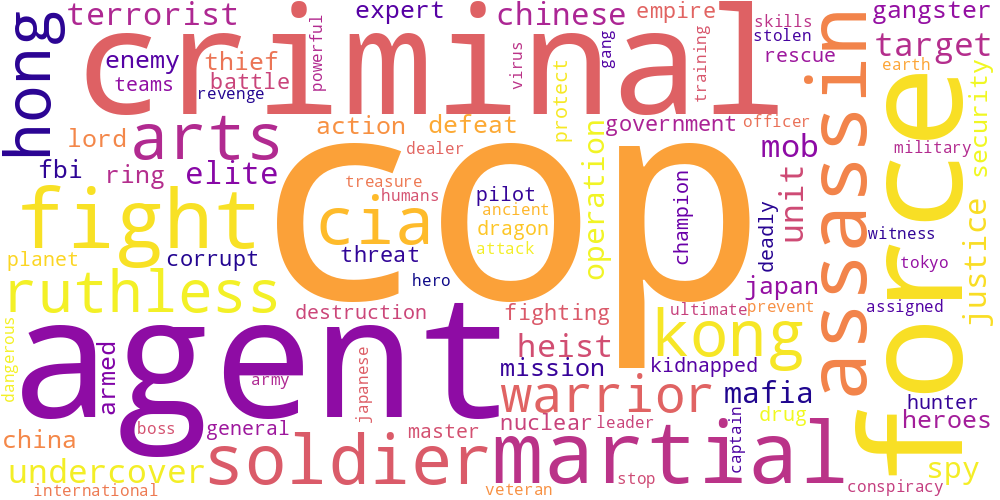 terrorist
expert
chinese
empire
gangster
criminal
powerful
skills
stolen
hong
enemy
thief
virus
gang
training
rescue
target
teams
battle
revenge
assassin
earth
force
lord
arts
action
defeat
protect
government
officer
security
dealer
mob
military
fbi
ring
elite
cop
treasure
humans
pilot
operation
champion
unit
fight
cia
ancient
dragon
attack
deadly
witness
justice
planet
corrupt
threat
hero
tokyo
ruthless
japan
destruction
fighting
ultimate
prevent
assigned
agent
kong
dangerous
armed
japanese
heist
mission
kidnapped
army
warrior
mafia
hunter
boss
general
master
nuclear
leader
captain
drug
heroes
china
soldier
martial
undercover
spy
stop
international
veteran
conspiracy